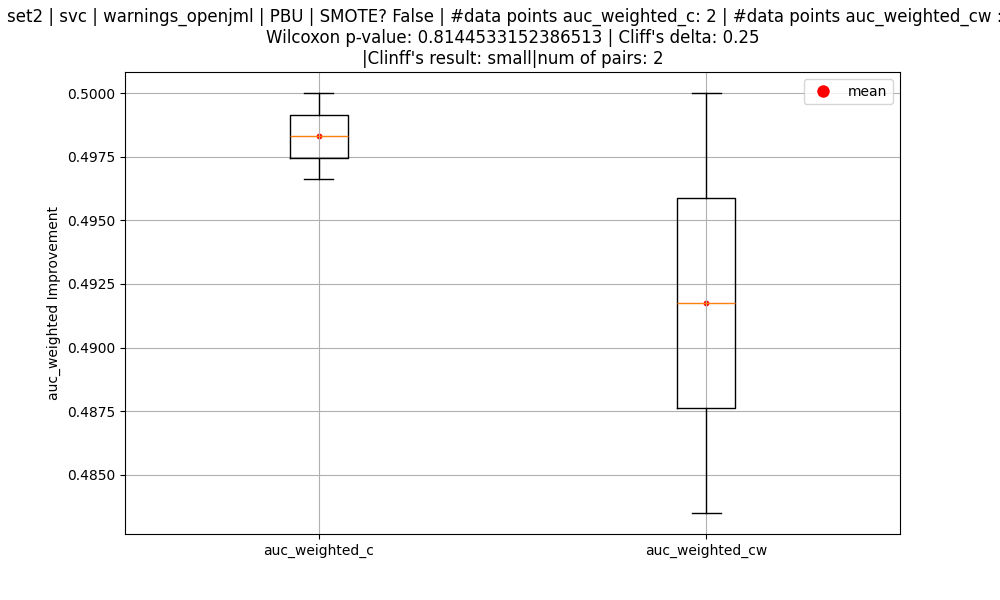 set2 | svc | warnings_openjml | PBU | SMOTE? False | #data points auc_weighted_c: 2 | #data points auc_weighted_cw :
Wilcoxon p-value: 0.8144533152386513 | Cliff's delta: 0.25
|Clinff's result: small|num of pairs: 2
mean
0.5000
0.4975
0.4950
0.4925
0.4900
0.4875
0.4850
auc_weighted Improvement
auc_weighted_c
auc_weighted_cw